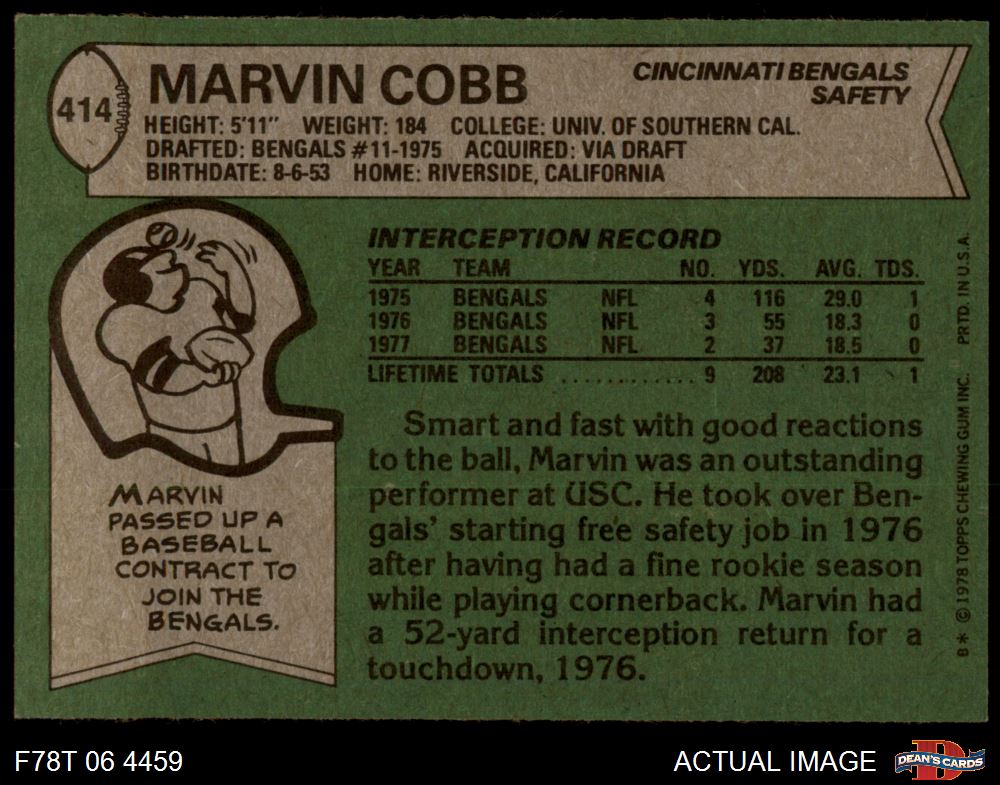 414
MARVIN COBB
CINCINNATI BENGALS
SAFETY
HEIGHT: 5'11" WEIGHT: 184 COLLEGE: UNIV. OF SOUTHERN CAL.
DRAFTED: BENGALS #11-1975 ACQUIRED: VIA DRAFT
BIRTHDATE: 8-6-53 HOME: RIVERSIDE, CALIFORNIA
INTERCEPTION RECORD
YEAR TEAM NO. YDS. AVG. TDS.
1975 BENGALS NFL 4 116 29.0 1
1976 BENGALS NFL 3 55 18.3 0
1977 BENGALS NFL 2 37 18.5 0
LIFETIME TOTALS ............ 9 208 23.1 1
Smart and fast with good reactions
to the ball, Marvin was an outstanding
performer at USC. He took over Ben-
gals' starting free safety job in 1976
after having had a fine rookie season
while playing cornerback. Marvin had
a 52-yard interception return for a
touchdown, 1976.
MARVIN
PASSED UP A
BASEBALL
CONTRACT TO
JOIN THE
BENGALS.
B* © 1978 TOPPS CHEWING GUM INC. PRTD. IN U.S.A.
F78T 06 4459
ACTUAL IMAGE
D
DEAN'S CARDS